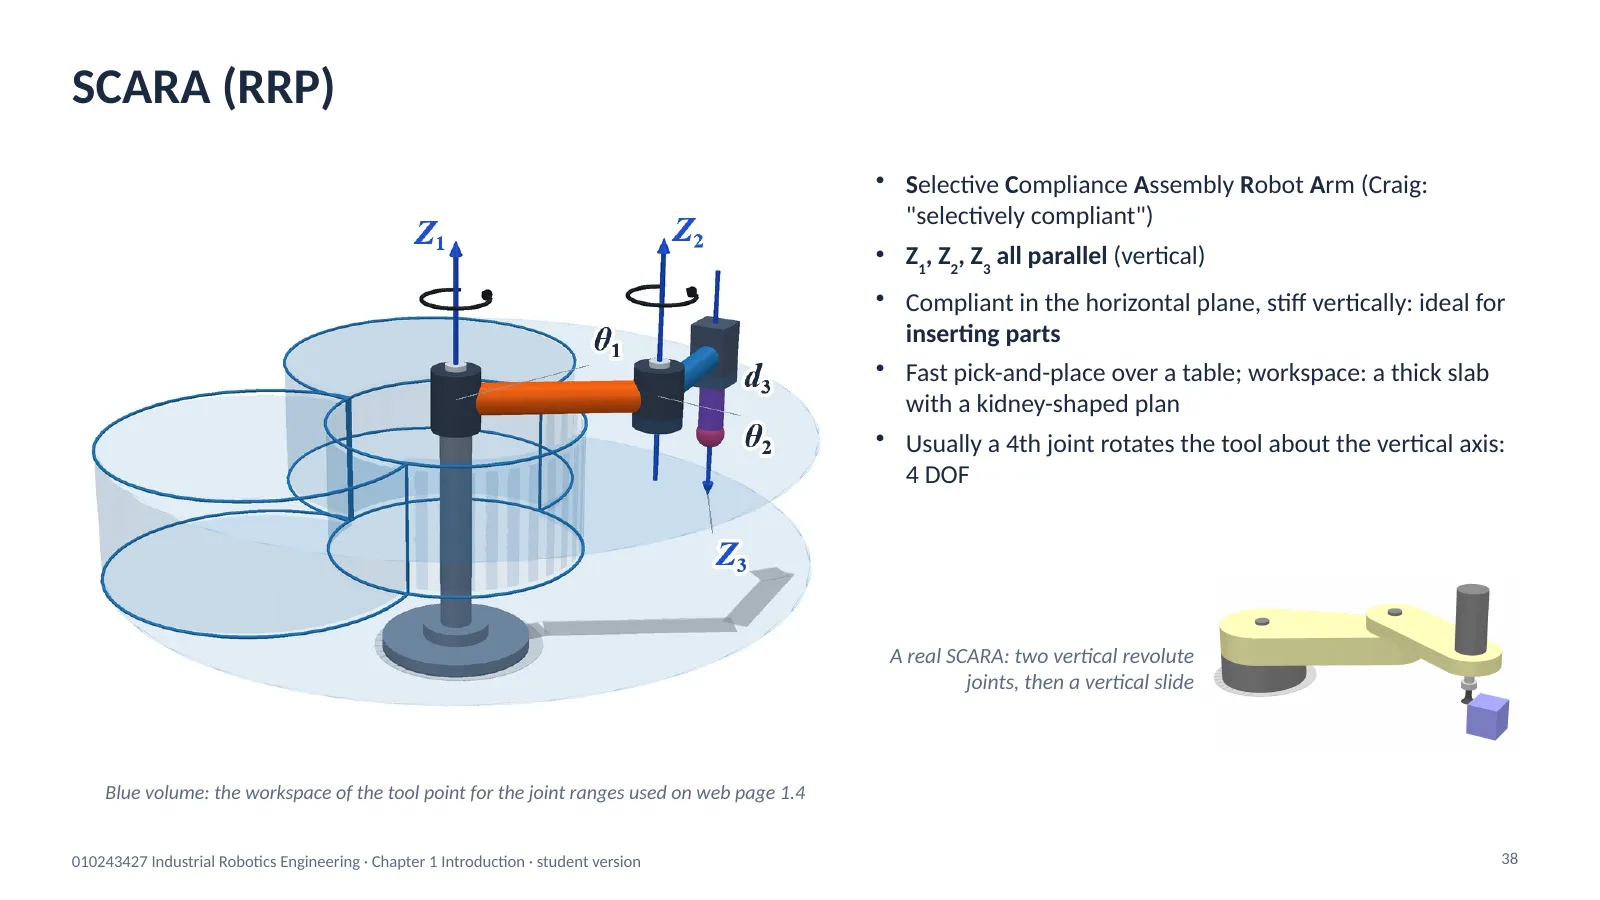 SCARA (RRP)
Z1
Z2
θ1
d3
θ2
Z3
Blue volume: the workspace of the tool point for the joint ranges used on web page 1.4
• Selective Compliance Assembly Robot Arm (Craig:
"selectively compliant")
• Z1, Z2, Z3 all parallel (vertical)
• Compliant in the horizontal plane, stiff vertically: ideal for
inserting parts
• Fast pick-and-place over a table; workspace: a thick slab
with a kidney-shaped plan
• Usually a 4th joint rotates the tool about the vertical axis:
4 DOF
A real SCARA: two vertical revolute
joints, then a vertical slide
010243427 Industrial Robotics Engineering · Chapter 1 Introduction · student version
38